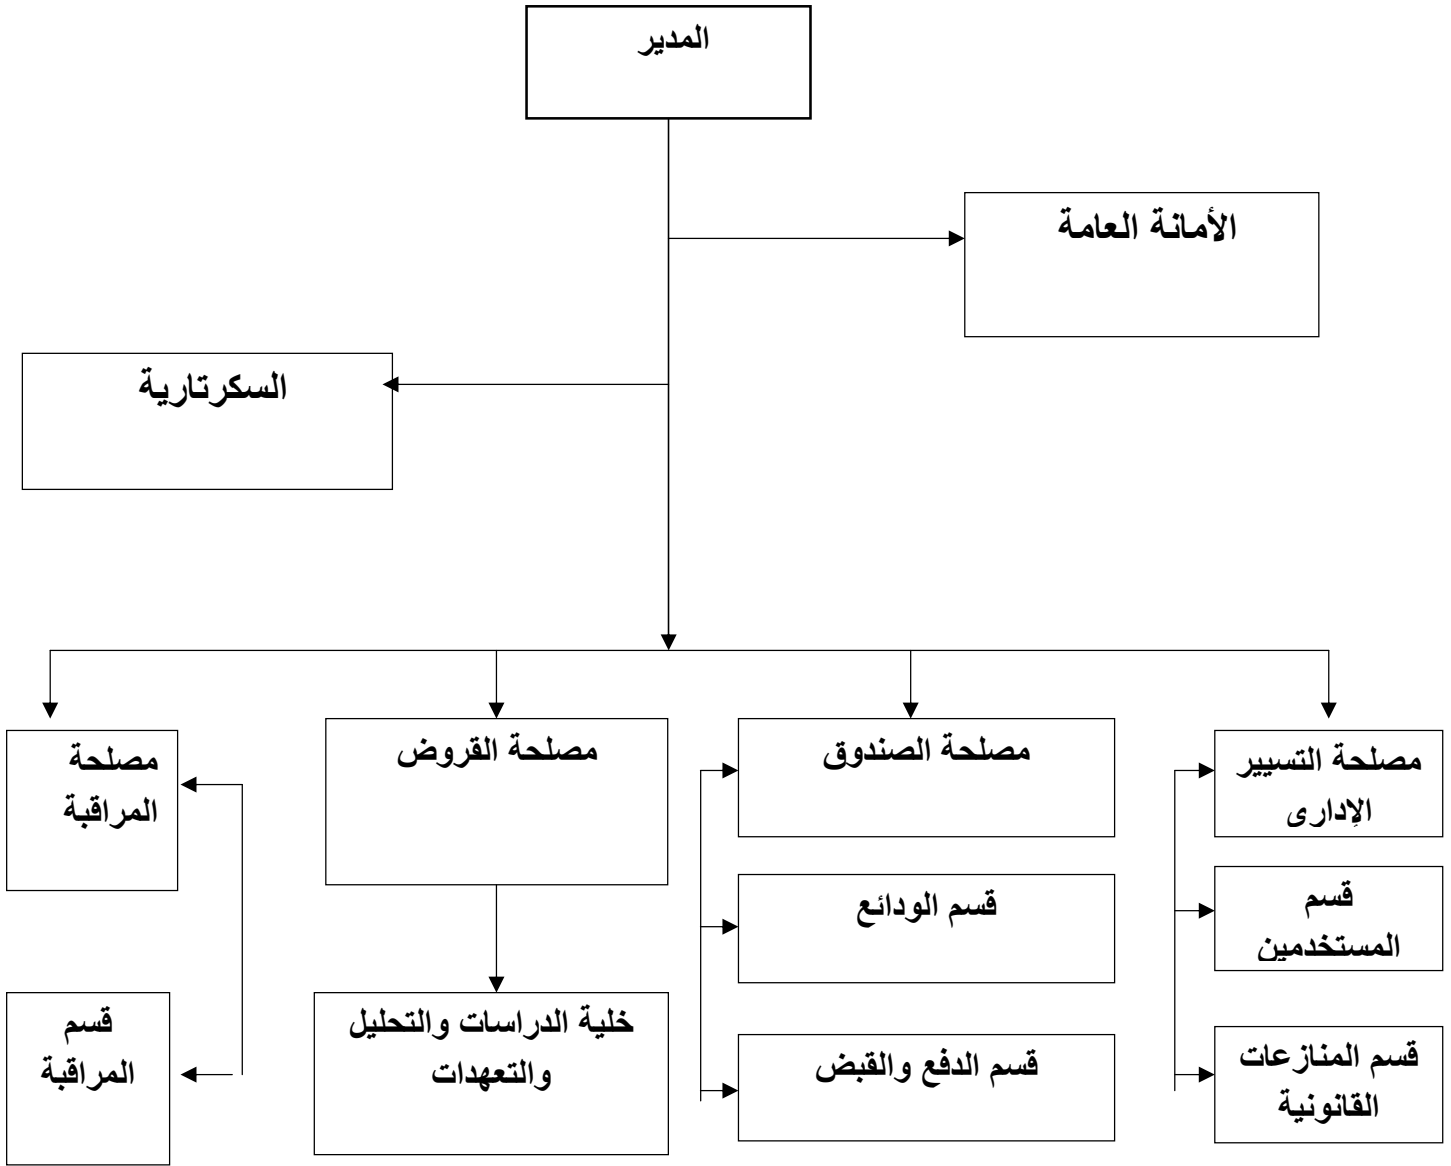 المدير
الأمانة العامة
السكرتارية
مصلحة التسيير
الإدارى
مصلحة الصندوق
مصلحة القروض
مصلحة
المراقبة
قسم
المستخدمين
قسم الودائع
قسم المنازعات
القانونية
قسم الدفع والقبض
خلية الدراسات والتحليل
والتعهدات
قسم
المراقبة